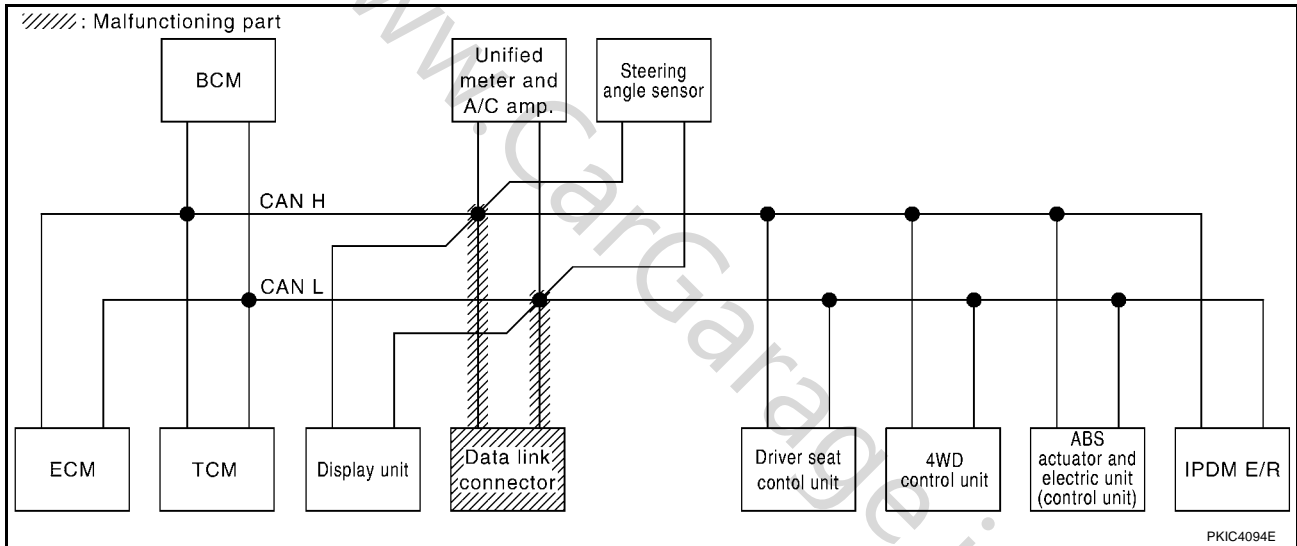 : Malfunctioning part
BCM
Unified
meter and
A/C amp.
Steering
angle sensor
CAN H
CAN L
ECM
TCM
Display unit
Data link
connector
Driver seat
contol unit
4WD
control unit
ABS
actuator and
electric unit
(control unit)
IPDM E/R
PKIC4094E
www.CarGarage.i